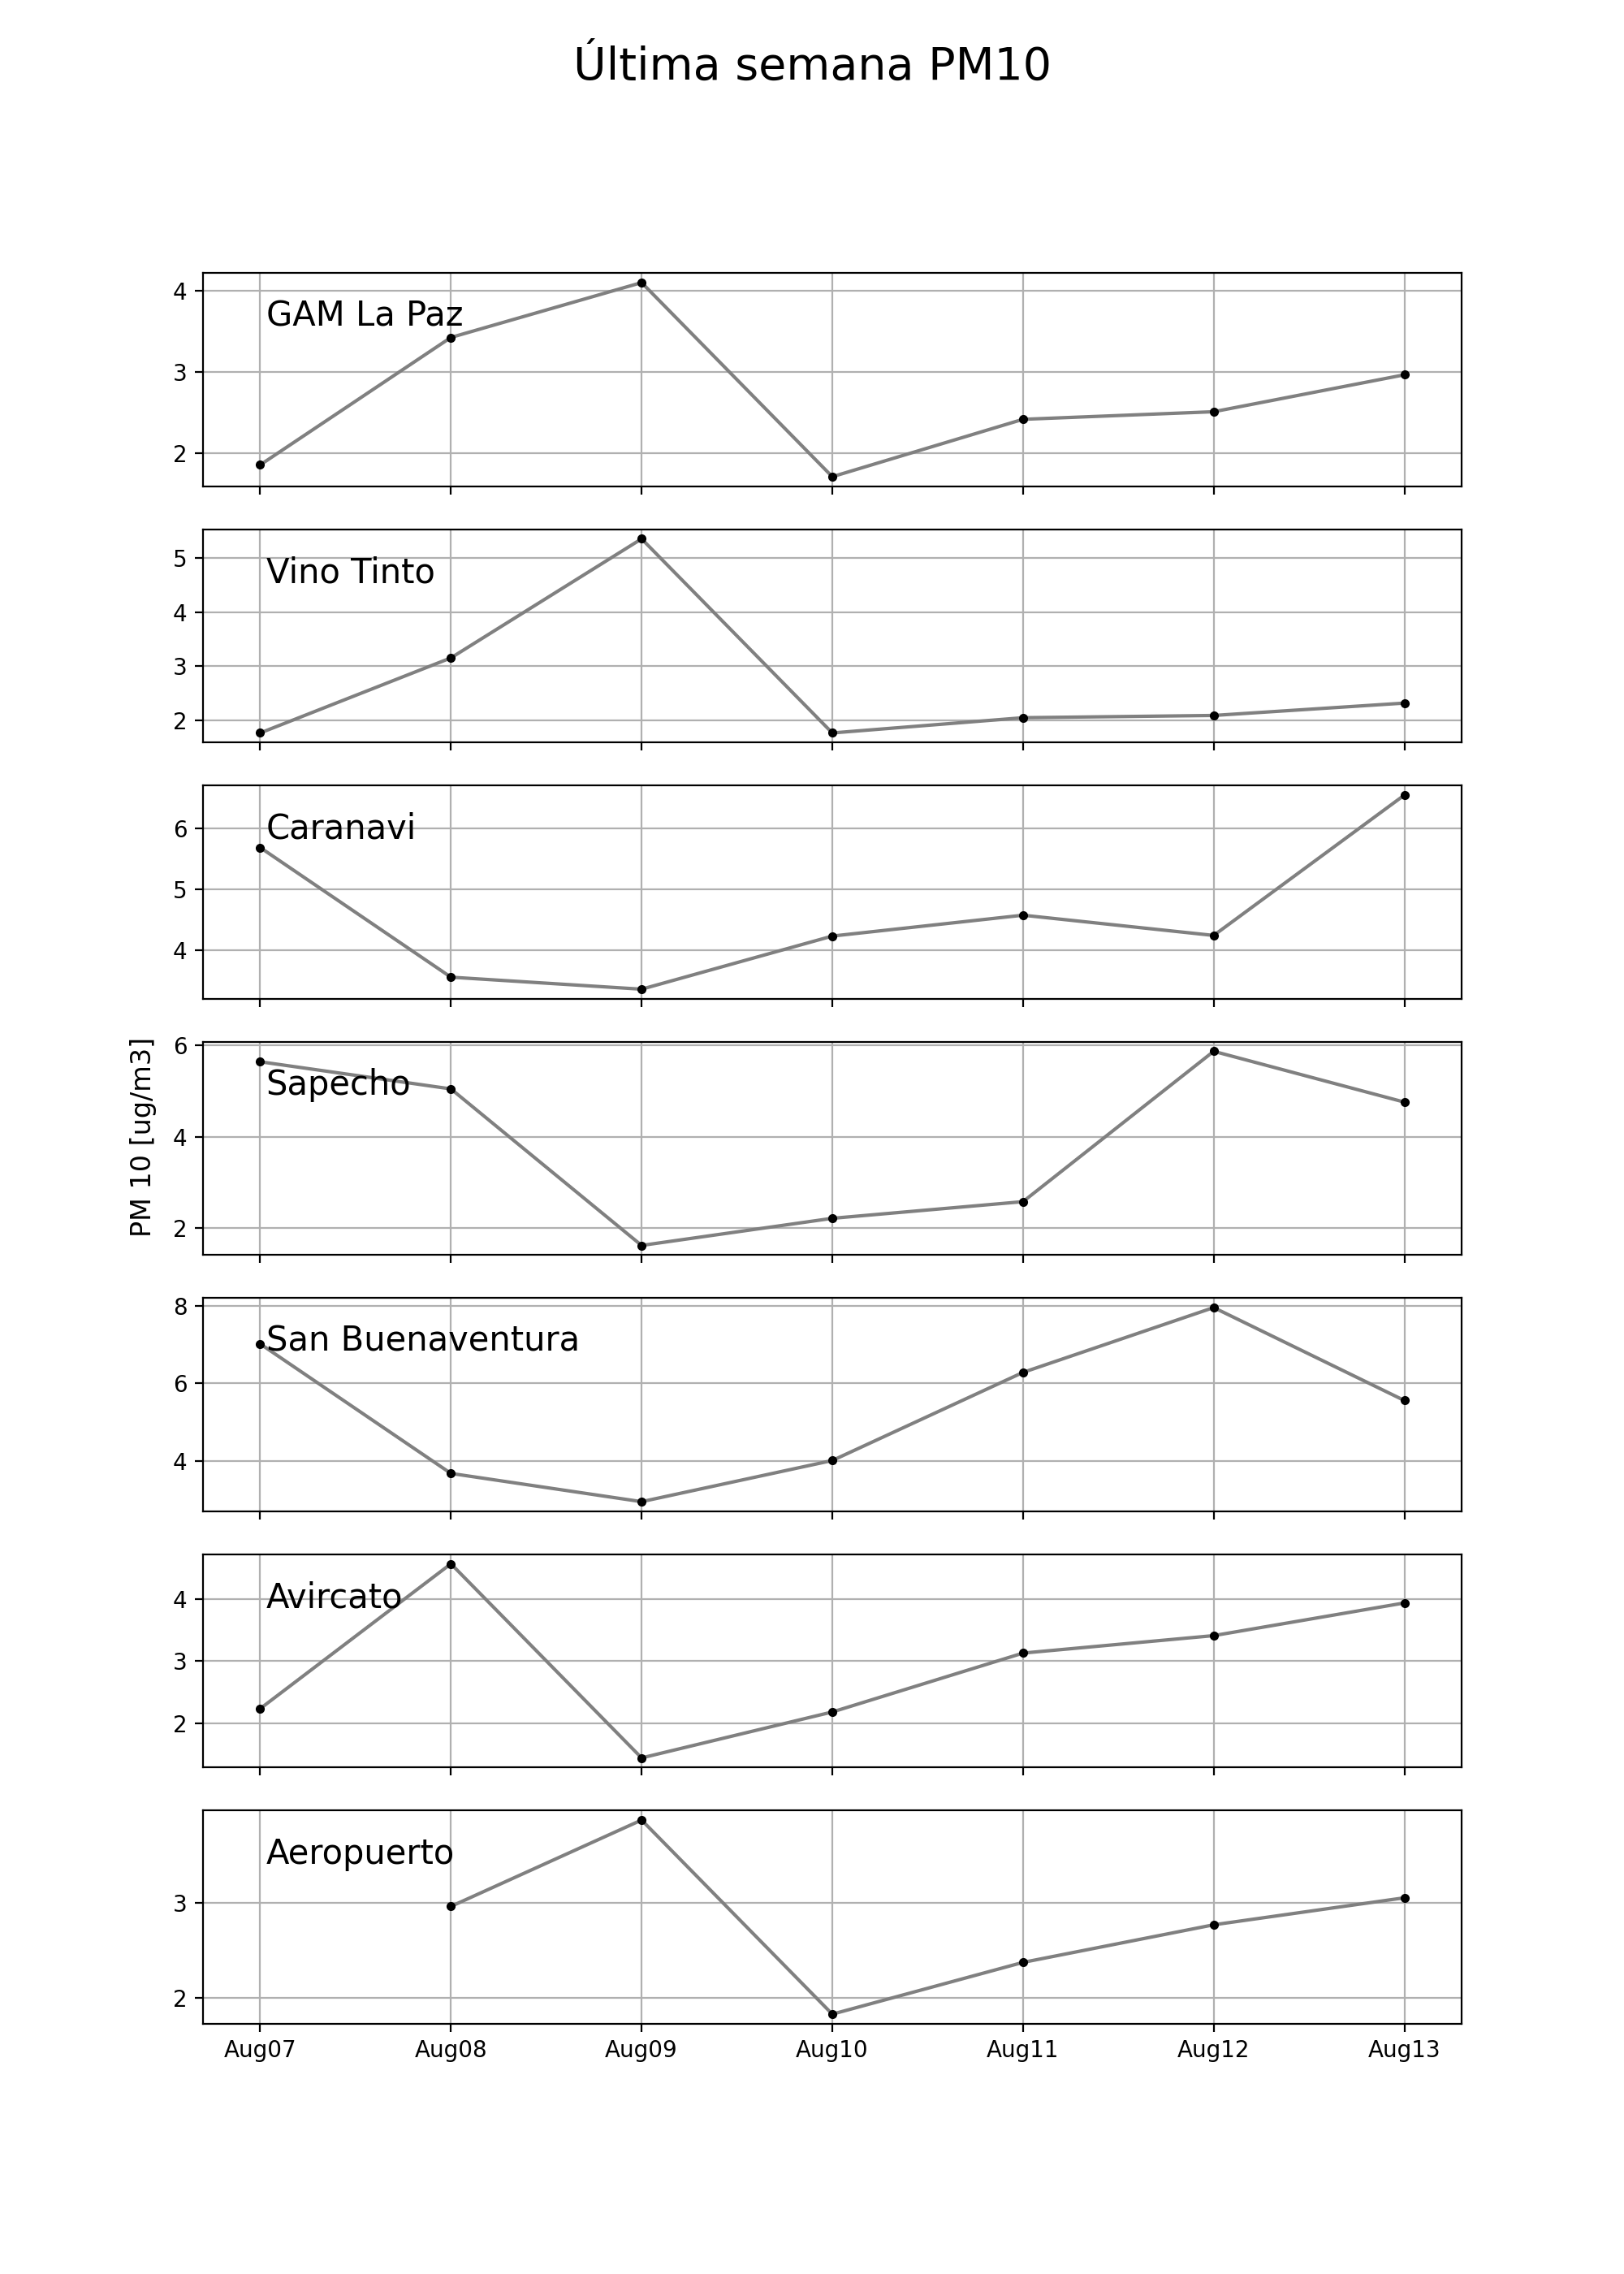 Última semana PM10
GAM La Paz
4
3
2
Vino Tinto
5
4
3
2
Caranavi
6
5
4
PM 10 [ug/m3]
Sapecho
6
4
2
San Buenaventura
8
6
4
Avircato
4
3
2
Aeropuerto
3
2
Aug07 Aug08 Aug09 Aug10 Aug11 Aug12 Aug13